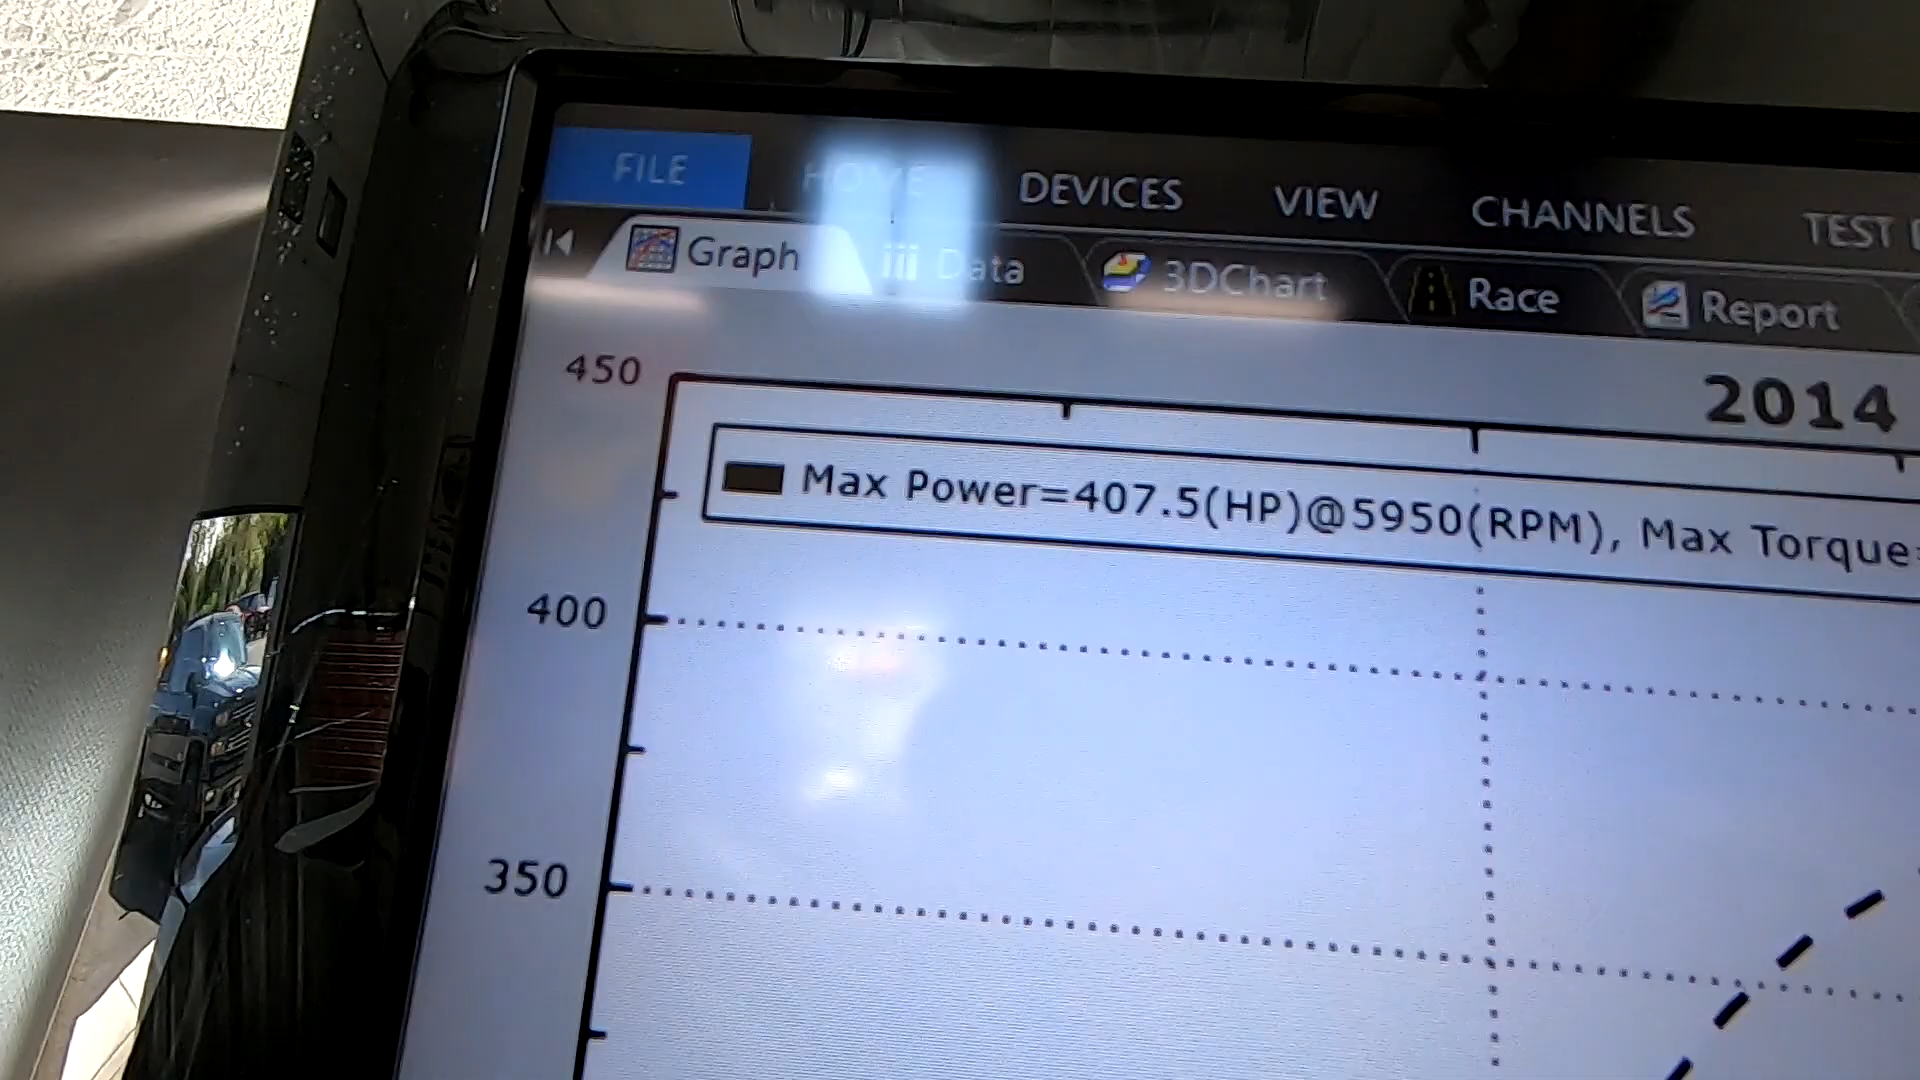 FILE HOME DEVICES VIEW CHANNELS TEST
Graph Data 3DChart Race Report
450
2014
Max Power=407.5(HP)@5950(RPM), Max Torque
400
350